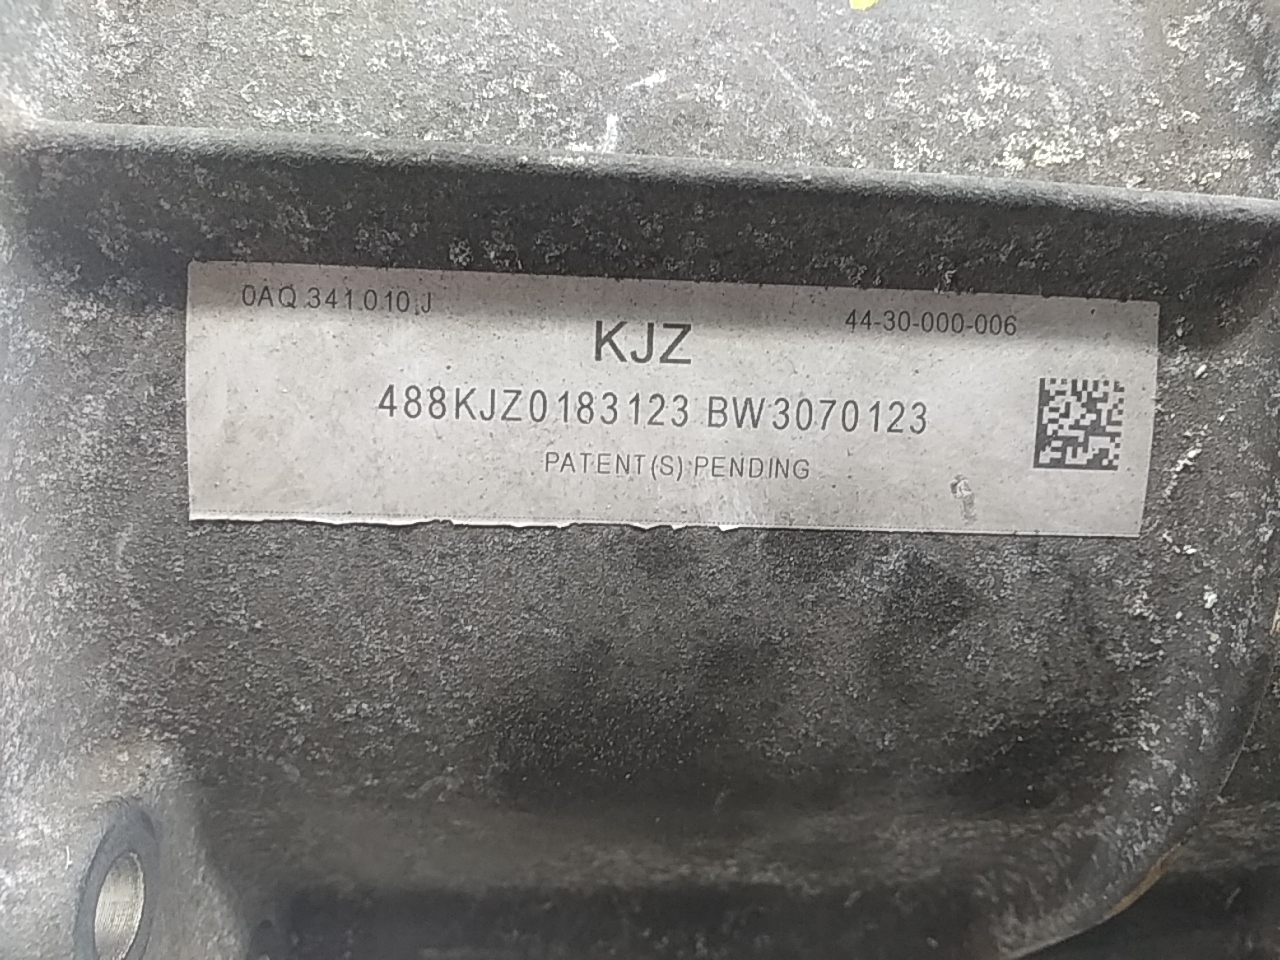 0AQ 341 010 J
44-30-000-006
KJZ
488KJZ0183123 BW3070123
PATENT(S) PENDING